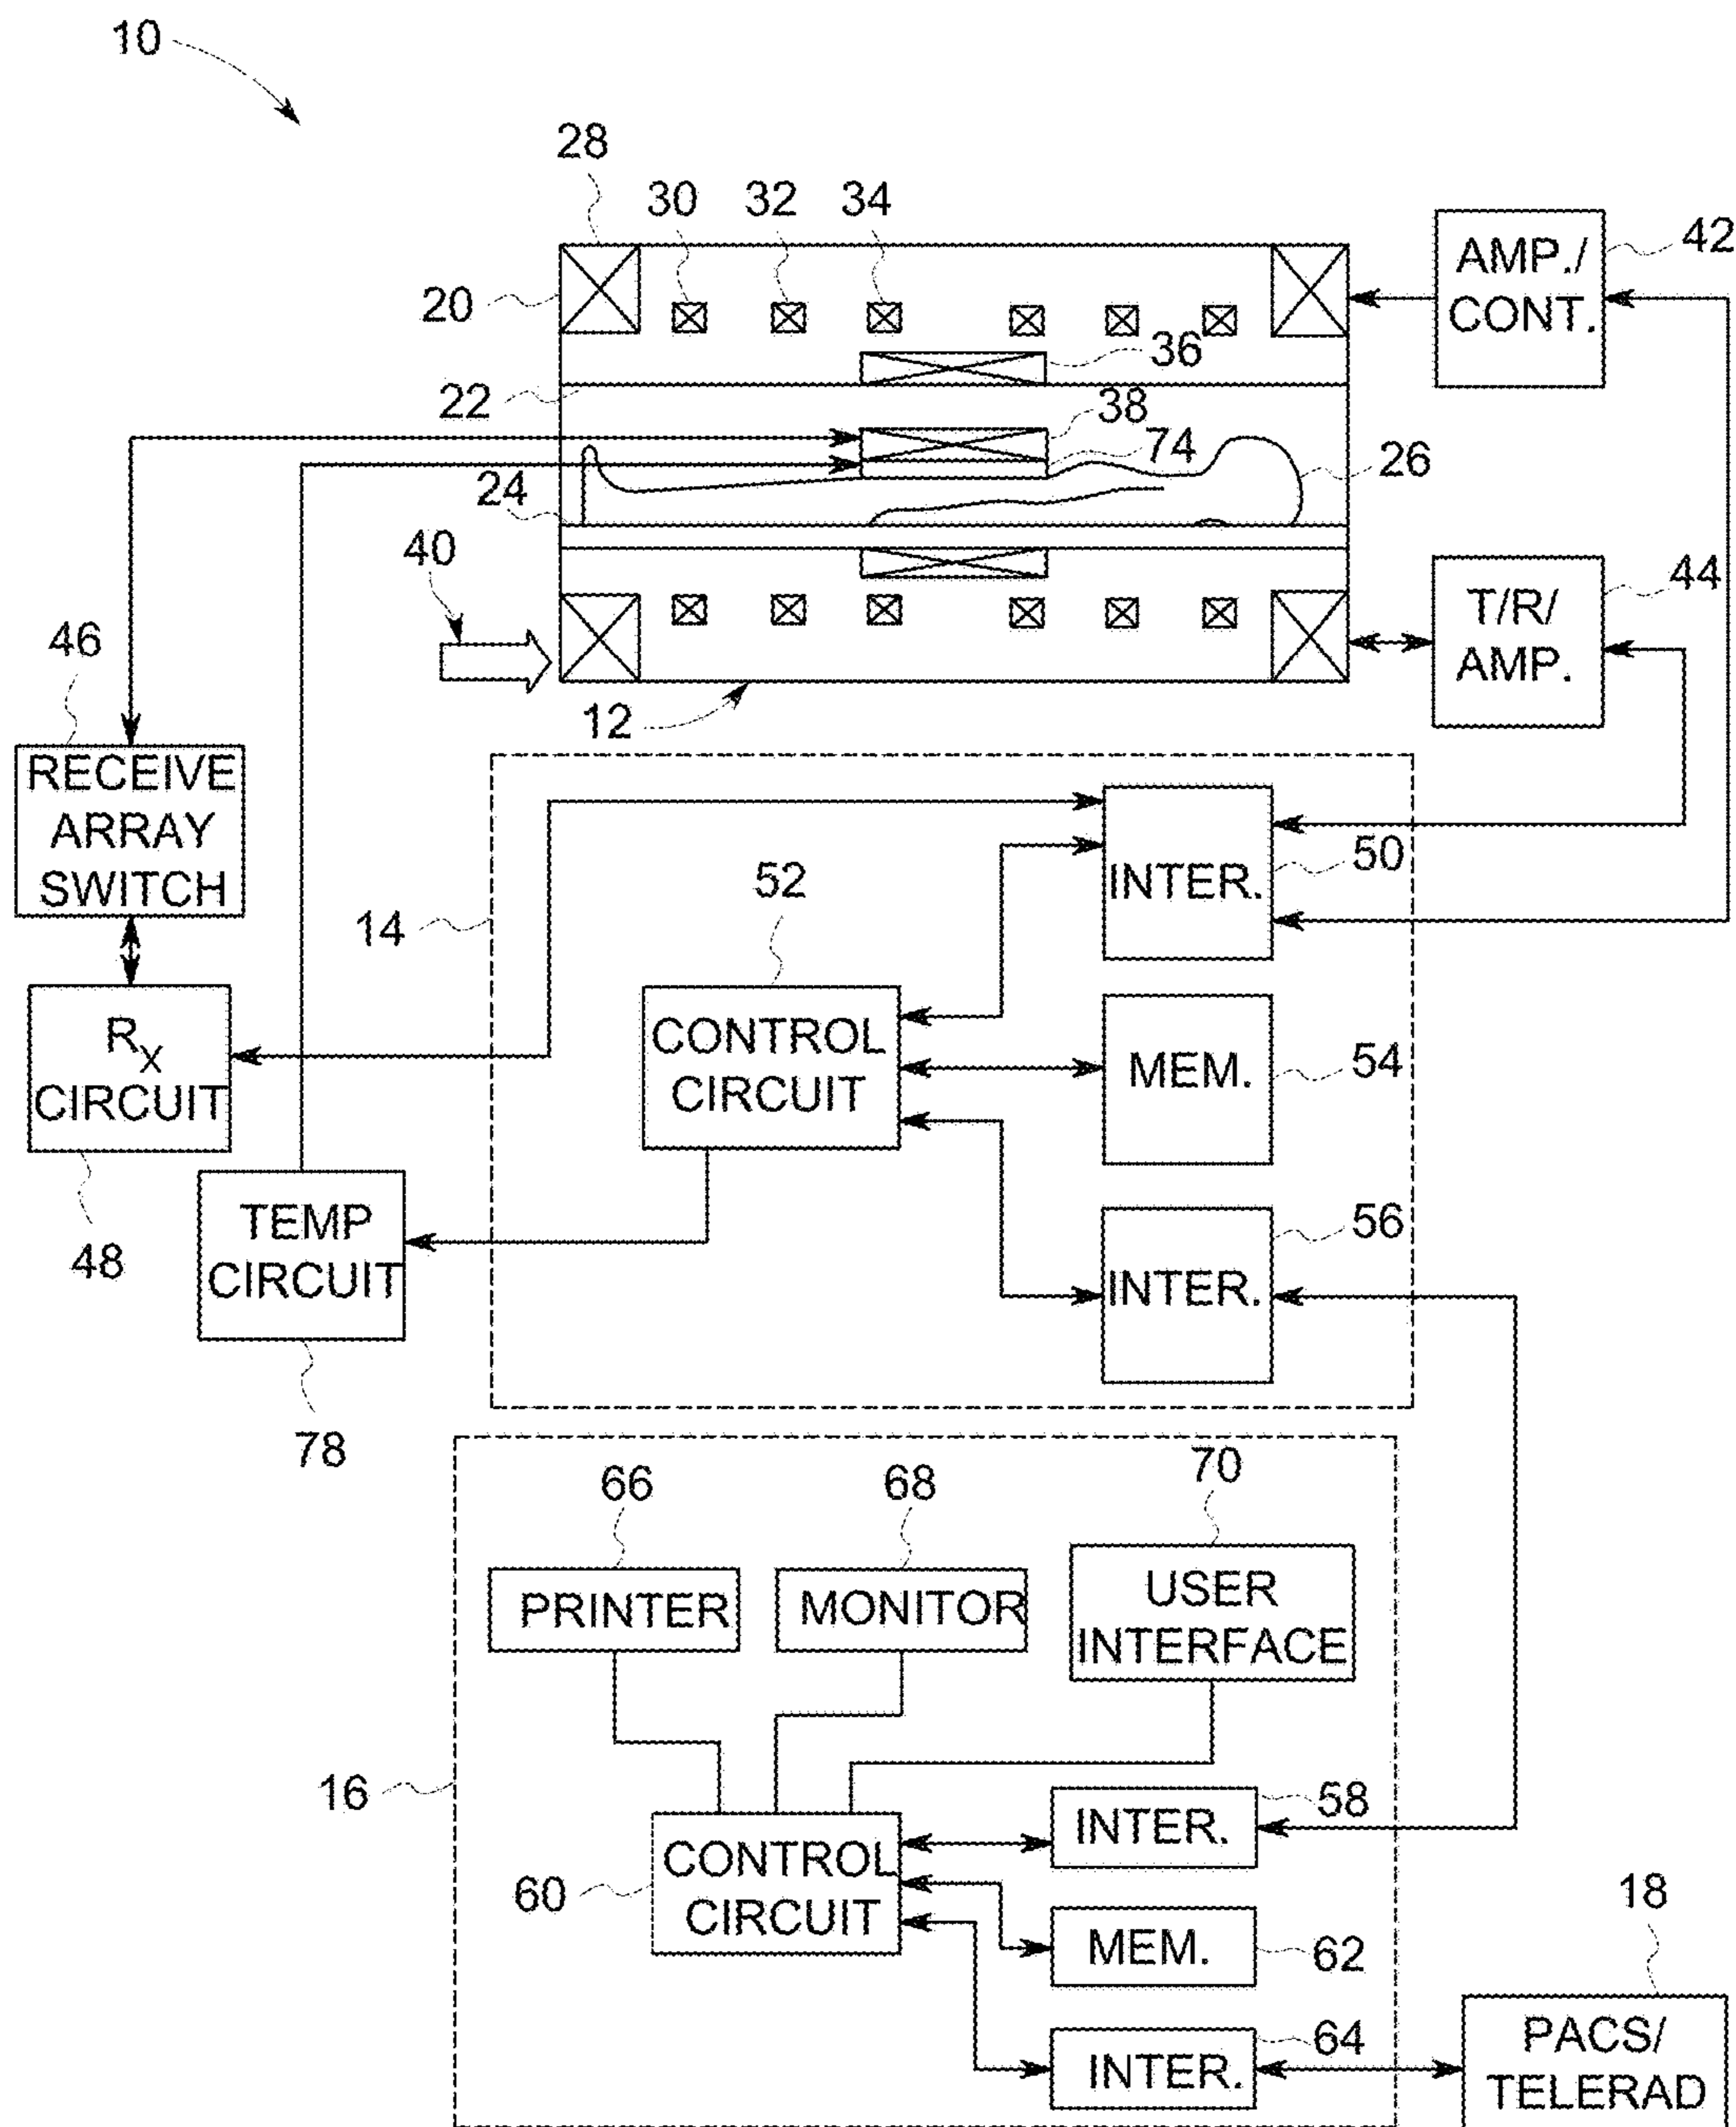 10
28
30 32 34
20
36
22
38
74
24
26
40
12
AMP./
CONT.
42
T/R/
AMP.
44
46
RECEIVE
ARRAY
SWITCH
RX
CIRCUIT
48
TEMP
CIRCUIT
78
14
52
CONTROL
CIRCUIT
INTER.
50
MEM.
54
INTER.
56
16
66
PRINTER
68
MONITOR
70
USER
INTERFACE
60
CONTROL
CIRCUIT
INTER.
58
MEM.
62
INTER.
64
18
PACS/
TELERAD